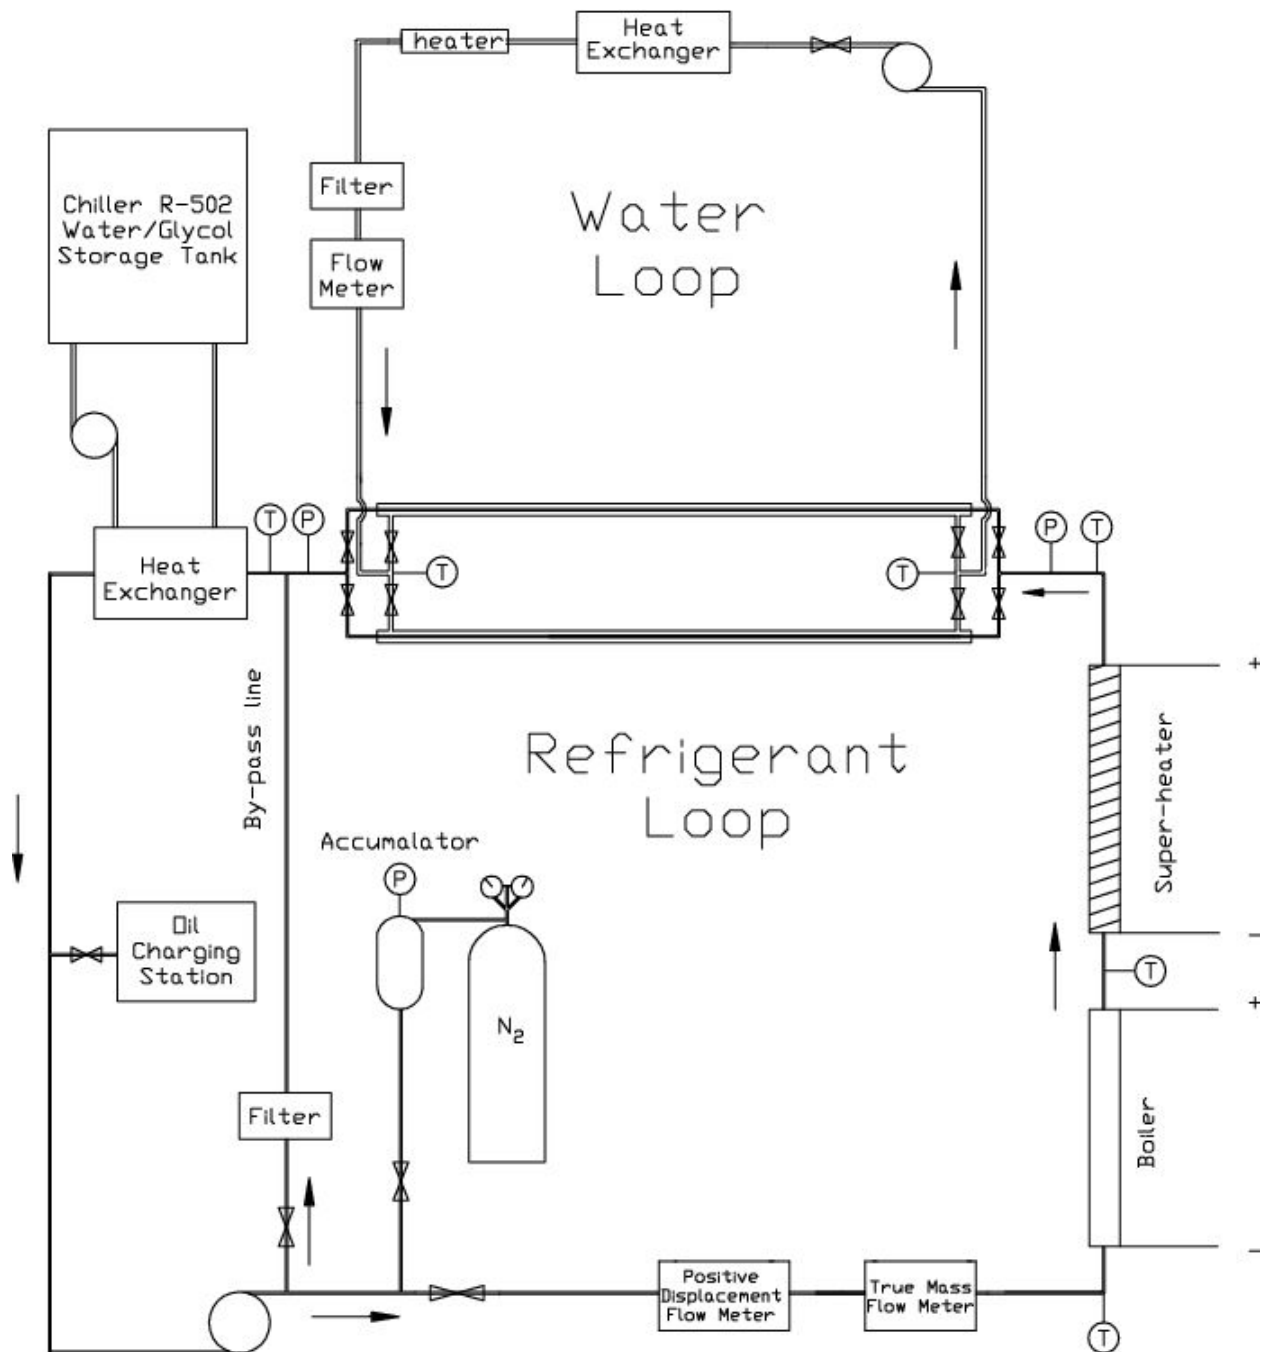 heater
Heat
Exchanger
Chiller R-502
Water/Glycol
Storage Tank
Filter
Flow
Meter
Water
Loop
T
P
T
T
P
T
Heat
Exchanger
By-pass line
Refrigerant
Loop
+
Super-heater
-
Accumalator
P
Oil
Charging
Station
N2
T
+
Boiler
-
Filter
Positive
Displacement
Flow Meter
True Mass
Flow Meter
T